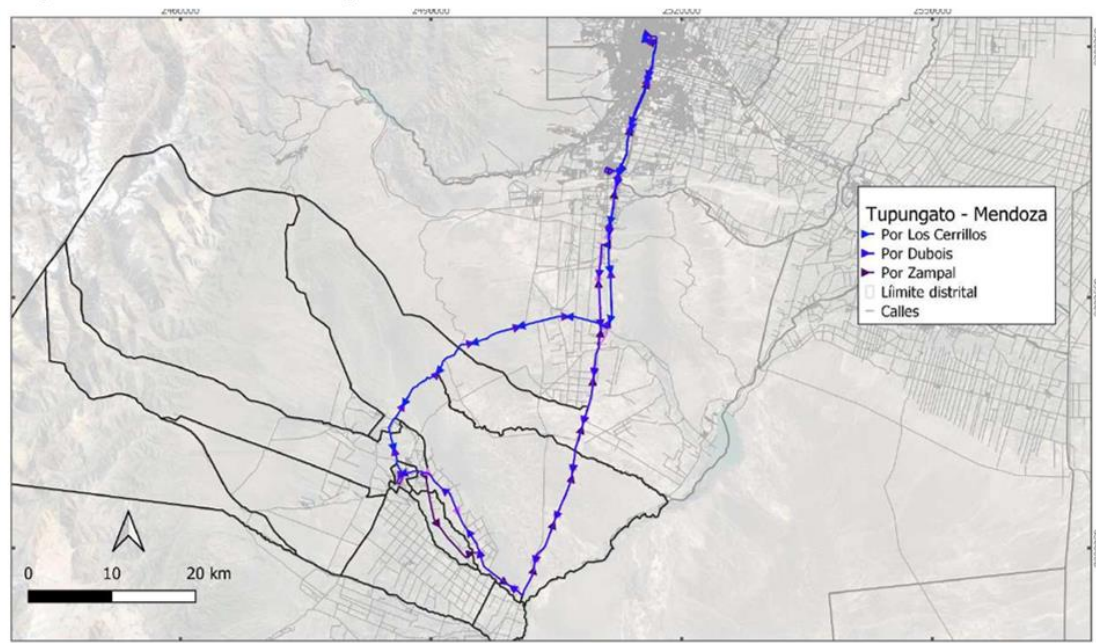 2460000 2490000 2520000 2550000
Tupungato - Mendoza
Por Los Cerrillos
Por Dubois
Por Zampal
Líimite distrital
Calles
0 10 20 km